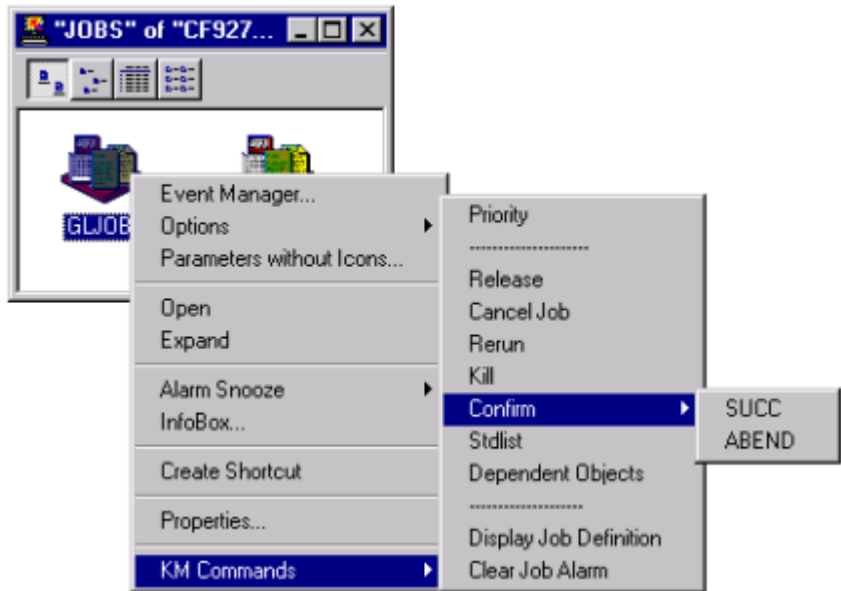 "JOBS" of "CF927...
GLJOB
Event Manager...
Options
Parameters without Icons...
Open
Expand
Alarm Snooze
InfoBox...
Create Shortcut
Properties...
KM Commands
Priority
--------------------
Release
Cancel Job
Rerun
Kill
Confirm
Stdlist
Dependent Objects
--------------------
Display Job Definition
Clear Job Alarm
SUCC
ABEND